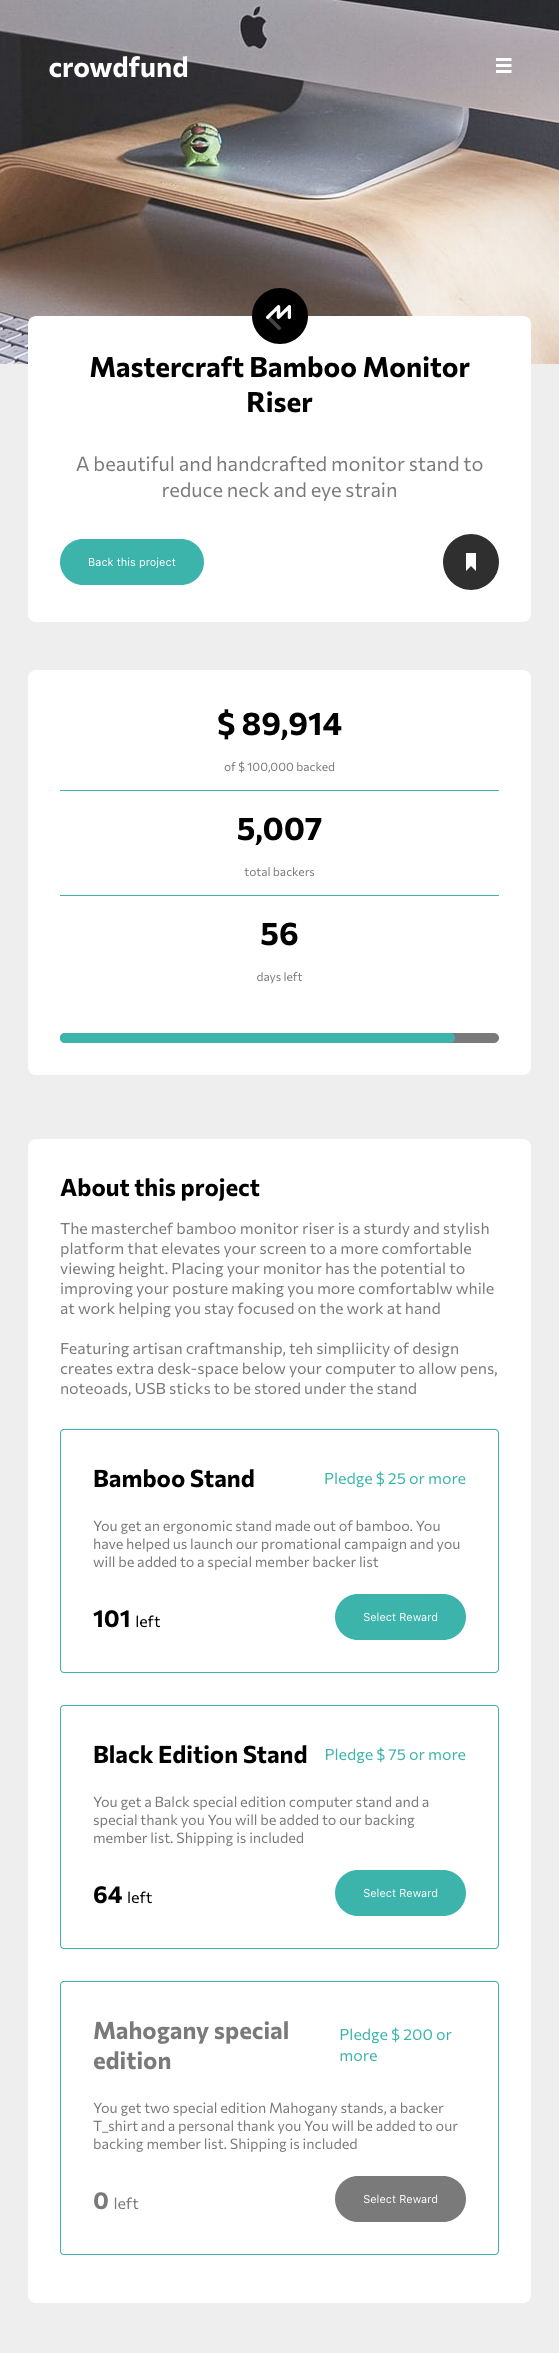 crowdfund
Mastercraft Bamboo Monitor
Riser
A beautiful and handcrafted monitor stand to
reduce neck and eye strain
Back this project
$ 89,914
of $ 100,000 backed
5,007
total backers
56
days left
About this project
The masterchef bamboo monitor riser is a sturdy and stylish
platform that elevates your screen to a more comfortable
viewing height. Placing your monitor has the potential to
improving your posture making you more comfortablw while
at work helping you stay focused on the work at hand
Featuring artisan craftmanship, teh simpliicity of design
creates extra desk-space below your computer to allow pens,
noteoads, USB sticks to be stored under the stand
Bamboo Stand
Pledge $ 25 or more
You get an ergonomic stand made out of bamboo. You
have helped us launch our promational campaign and you
will be added to a special member backer list
101 left
Select Reward
Black Edition Stand
Pledge $ 75 or more
You get a Balck special edition computer stand and a
special thank you You will be added to our backing
member list. Shipping is included
64 left
Select Reward
Mahogany special
edition
Pledge $ 200 or
more
You get two special edition Mahogany stands, a backer
T_shirt and a personal thank you You will be added to our
backing member list. Shipping is included
0 left
Select Reward